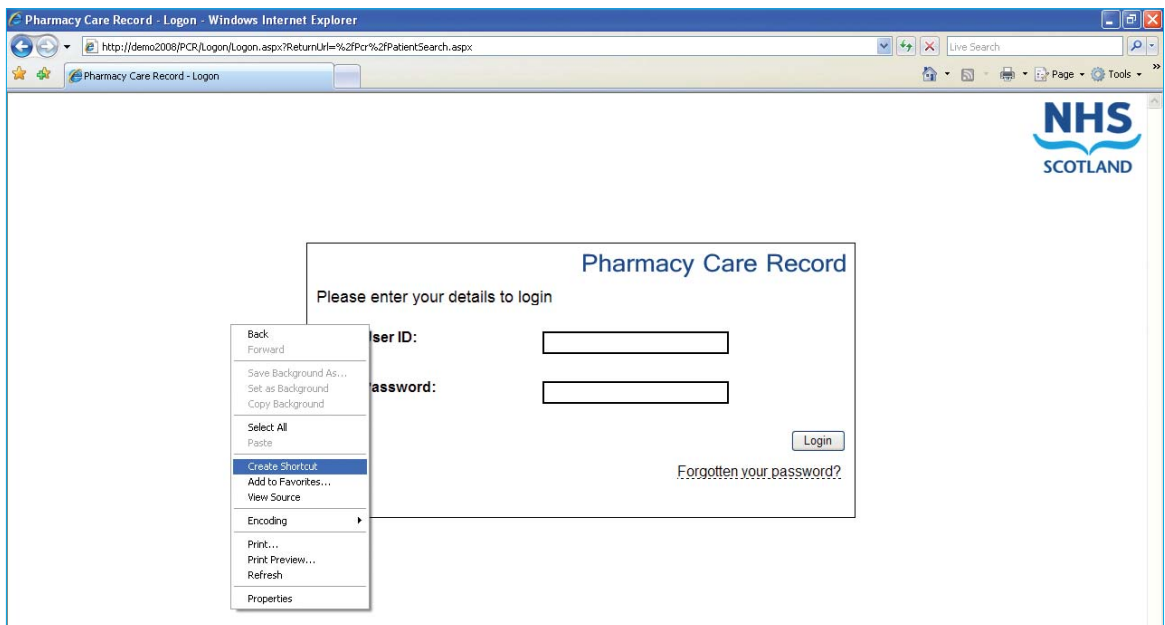 Pharmacy Care Record - Logon - Windows Internet Explorer
http://demo2008/PCR/Logon/Logon.aspx?ReturnUrl=%2fPcr%2fPatientSearch.aspx
Live Search
Pharmacy Care Record - Logon
Page
Tools
»
NHS
SCOTLAND
Pharmacy Care Record
Please enter your details to login
ser ID:
assword:
Login
Forgotten your password?
Back
Forward
Save Background As...
Set as Background
Copy Background
Select All
Paste
Create Shortcut
Add to Favorites...
View Source
Encoding
Print...
Print Preview...
Refresh
Properties